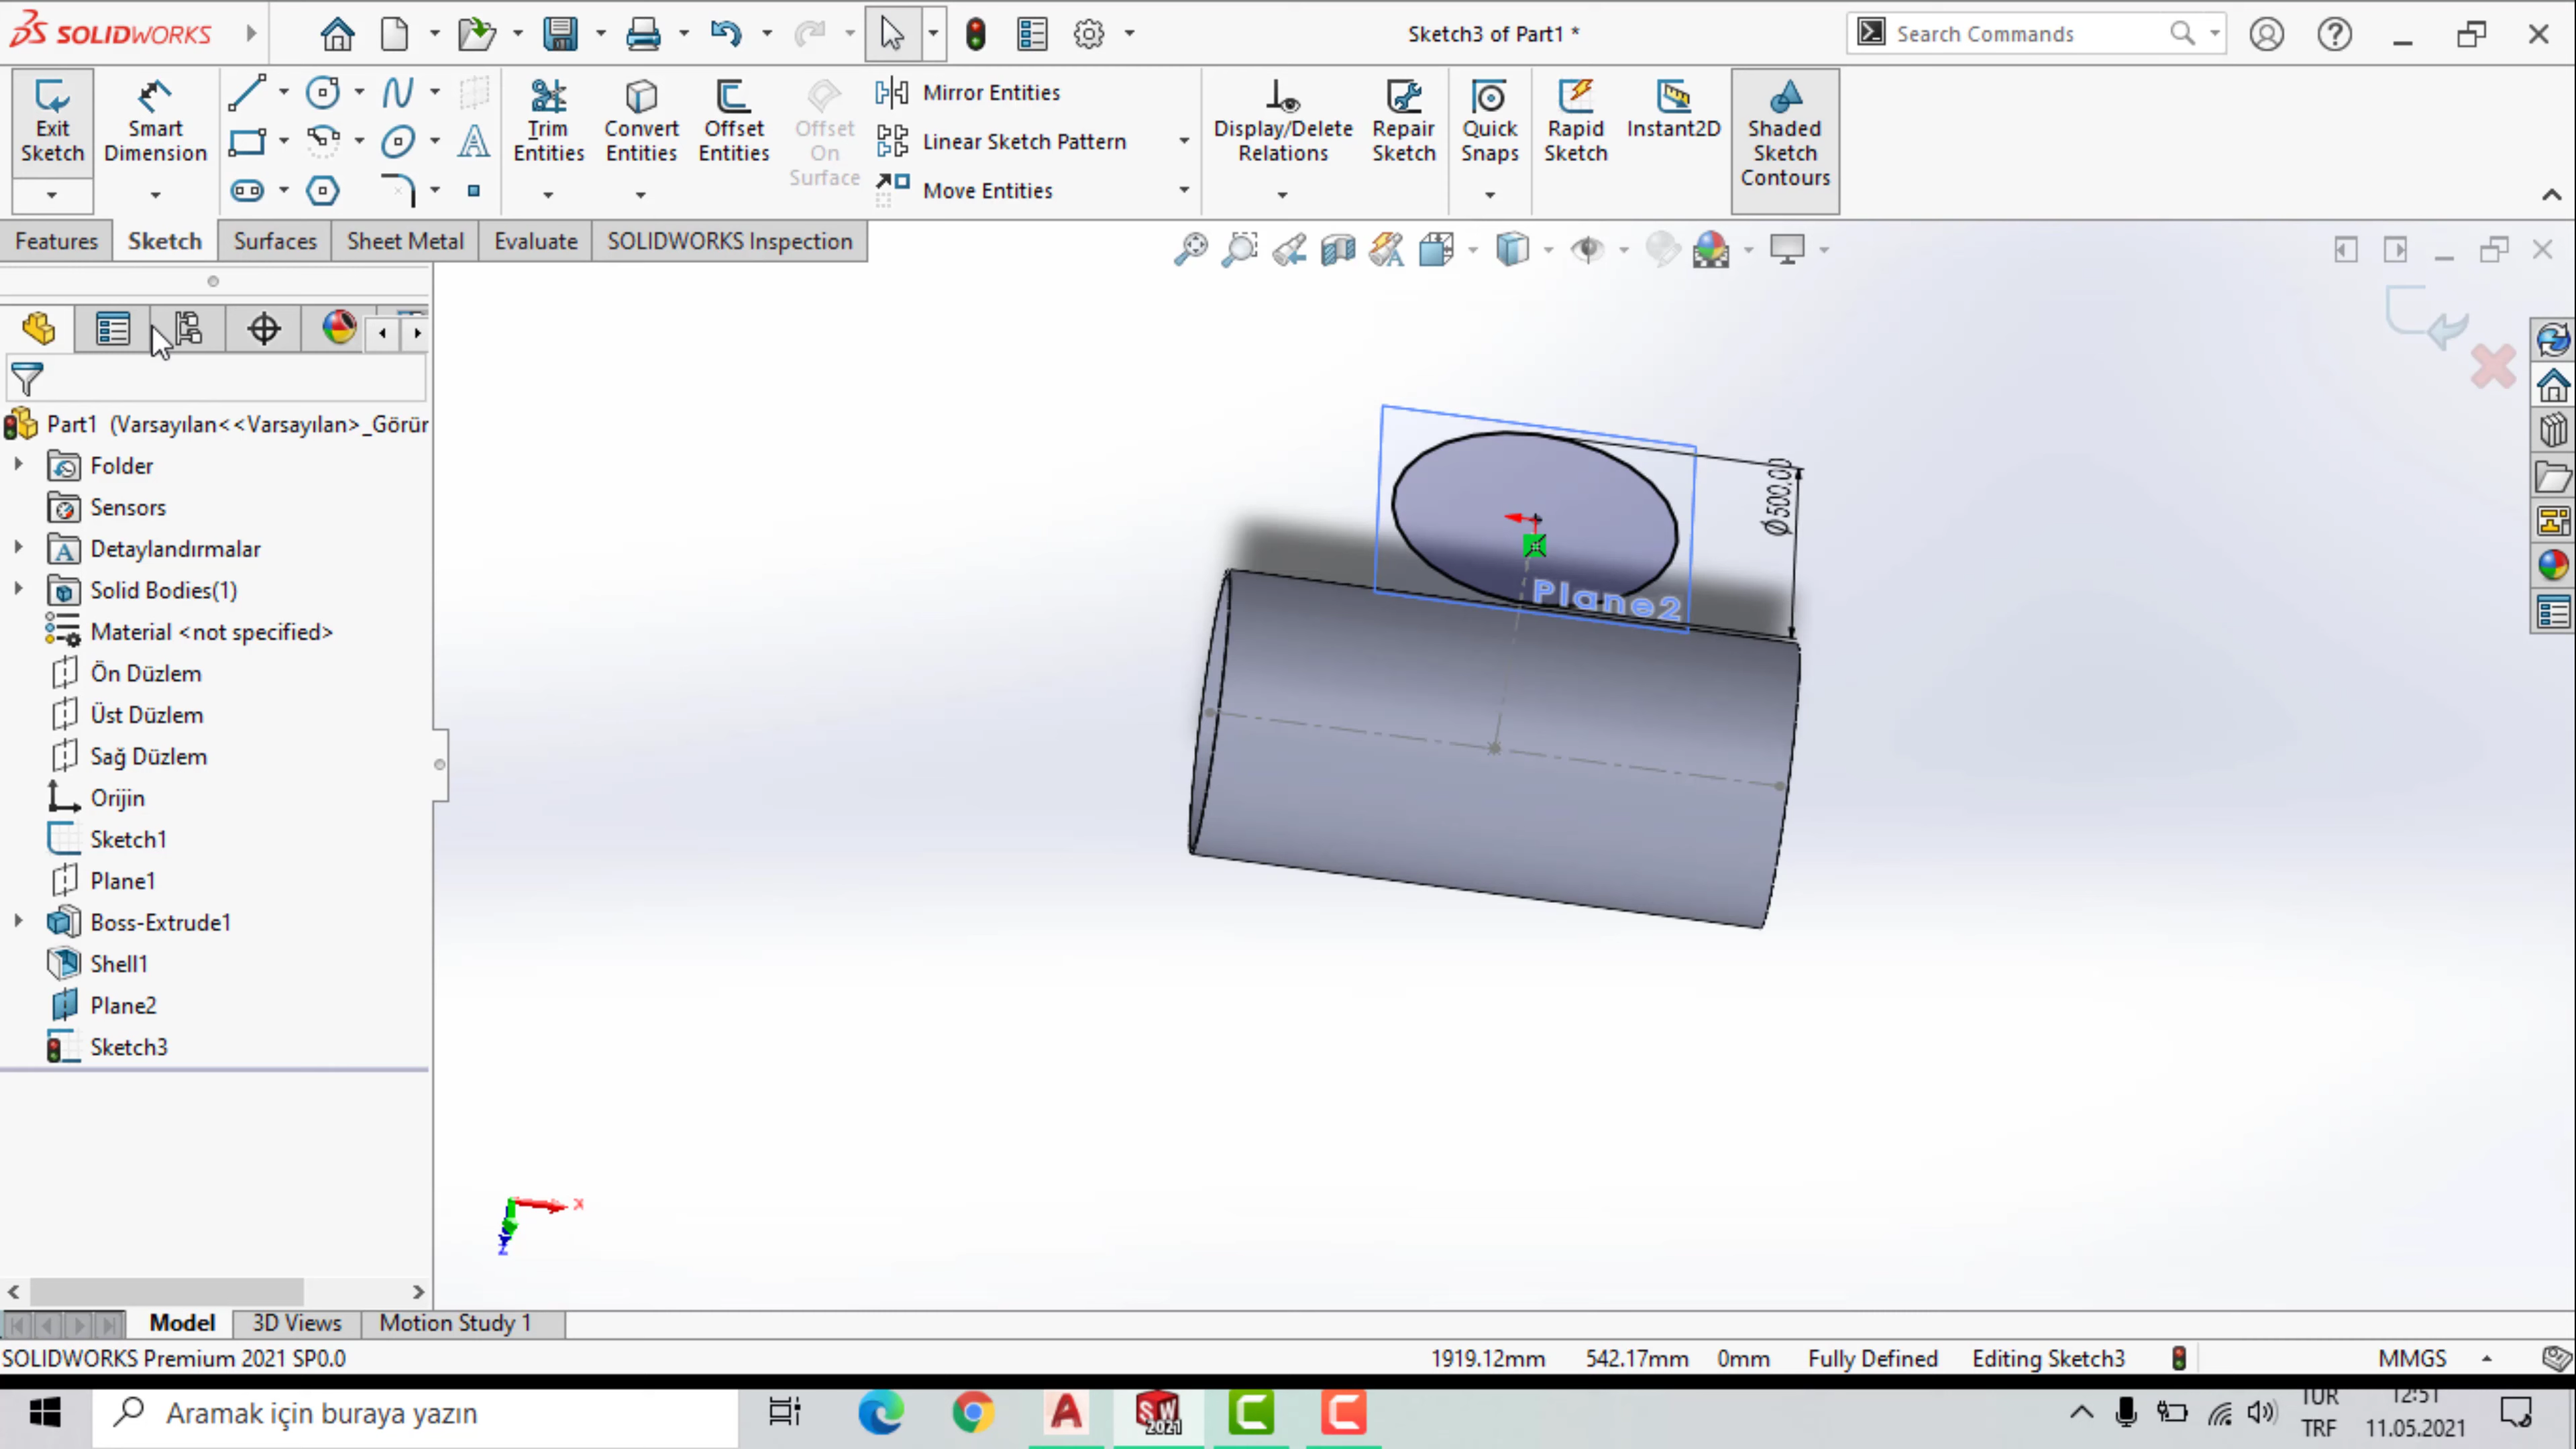 SOLIDWORKS
Sketch3 of Part1 *
Search Commands
Exit Sketch
Smart Dimension
Trim Entities
Convert Entities
Offset Entities
Offset On Surface
Mirror Entities
Linear Sketch Pattern
Move Entities
Display/Delete Relations
Repair Sketch
Quick Snaps
Rapid Sketch
Instant2D
Shaded Sketch Contours
Features
Sketch
Surfaces
Sheet Metal
Evaluate
SOLIDWORKS Inspection
Part1 (Varsayılan<<Varsayılan>_Görür
Folder
Sensors
Detaylandırmalar
Solid Bodies(1)
Material <not specified>
Ön Düzlem
Üst Düzlem
Sağ Düzlem
Orijin
Sketch1
Plane1
Boss-Extrude1
Shell1
Plane2
Sketch3
Ø500,00
Plane2
X
Z
Model
3D Views
Motion Study 1
SOLIDWORKS Premium 2021 SP0.0
1919.12mm
542.17mm
0mm
Fully Defined
Editing Sketch3
MMGS
Aramak için buraya yazın
SW
2021
TUR
TRF
12:51
11.05.2021